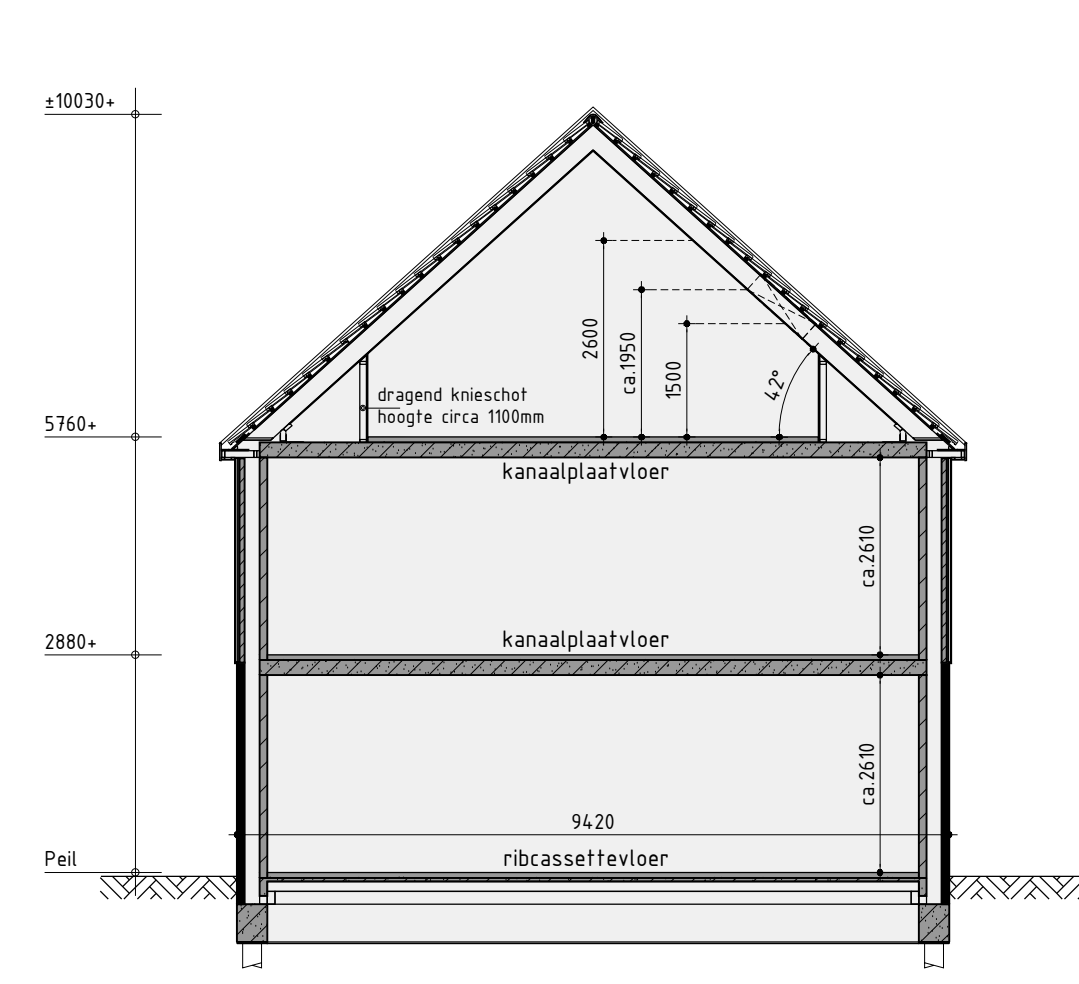 ±10030+
2600
ca.1950
1500
42°
dragend knieschot
hoogte circa 1100mm
5760+
kanaalplaatvloer
ca.2610
kanaalplaatvloer
2880+
ca.2610
9420
Peil
ribcassettevloer